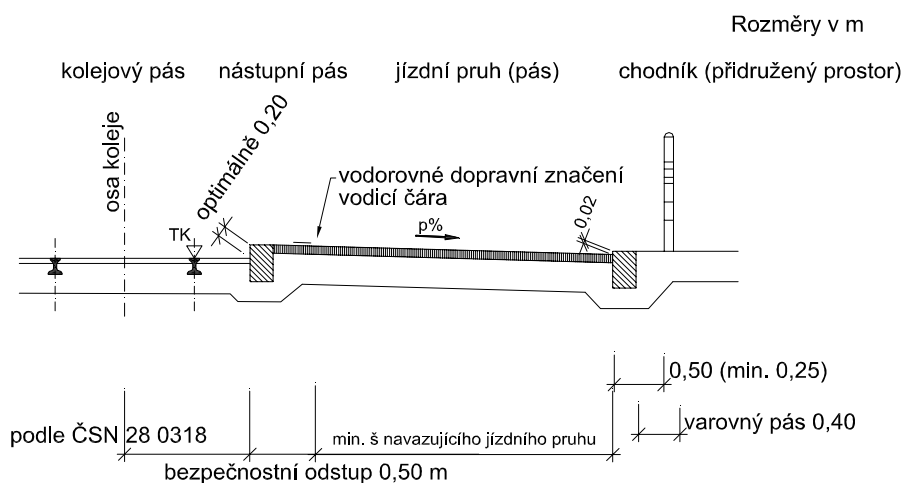 Rozměry v m
kolejový pás
nástupní pás
jízdní pruh (pás)
chodník (přidružený prostor)
osa koleje
optimálně 0,20
vodorovné dopravní značení
vodicí čára
TK
p%
0,02
0,50 (min. 0,25)
varovný pás 0,40
podle ČSN 28 0318
min. š navazujícího jízdního pruhu
bezpečnostní odstup 0,50 m